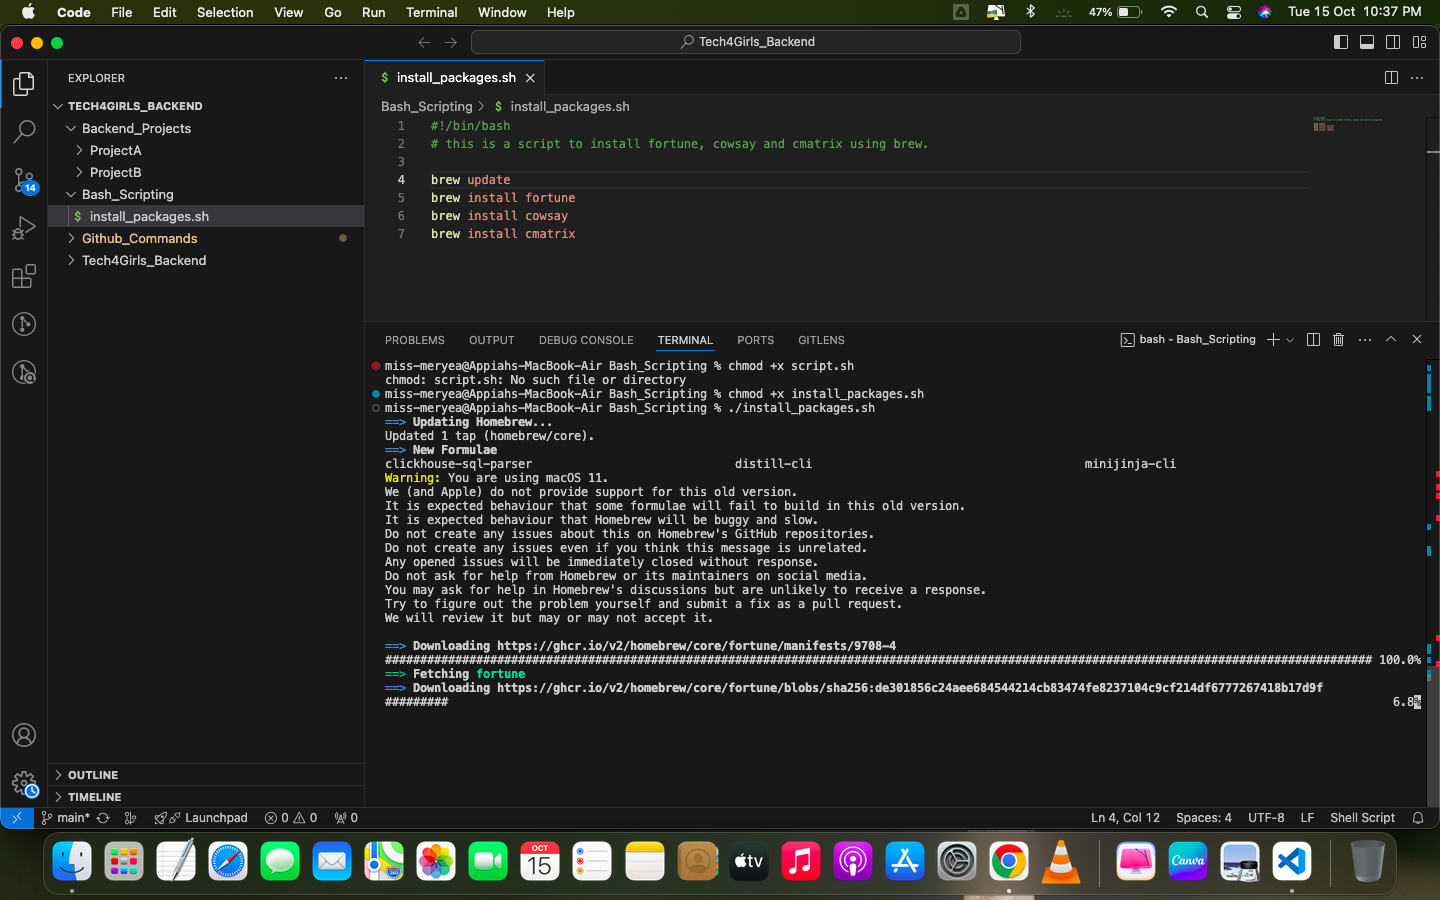 Code File Edit Selection View Go Run Terminal Window Help 47% Tue 15 Oct 10:37 PM
Tech4Girls_Backend
EXPLORER
TECH4GIRLS_BACKEND
Backend_Projects
ProjectA
ProjectB
Bash_Scripting
$ install_packages.sh
Github_Commands
Tech4Girls_Backend
OUTLINE
TIMELINE
14
$ install_packages.sh
Bash_Scripting > $ install_packages.sh
1 #!/bin/bash
2 # this is a script to install fortune, cowsay and cmatrix using brew.
3
4 brew update
5 brew install fortune
6 brew install cowsay
7 brew install cmatrix
PROBLEMS OUTPUT DEBUG CONSOLE TERMINAL PORTS GITLENS bash - Bash_Scripting
miss-meryea@Appiahs-MacBook-Air Bash_Scripting % chmod +x script.sh
chmod: script.sh: No such file or directory
miss-meryea@Appiahs-MacBook-Air Bash_Scripting % chmod +x install_packages.sh
miss-meryea@Appiahs-MacBook-Air Bash_Scripting % ./install_packages.sh
==> Updating Homebrew...
Updated 1 tap (homebrew/core).
==> New Formulae
clickhouse-sql-parser distill-cli minijinja-cli
Warning: You are using macOS 11.
We (and Apple) do not provide support for this old version.
It is expected behaviour that some formulae will fail to build in this old version.
It is expected behaviour that Homebrew will be buggy and slow.
Do not create any issues about this on Homebrew's GitHub repositories.
Do not create any issues even if you think this message is unrelated.
Any opened issues will be immediately closed without response.
Do not ask for help from Homebrew or its maintainers on social media.
You may ask for help in Homebrew's discussions but are unlikely to receive a response.
Try to figure out the problem yourself and submit a fix as a pull request.
We will review it but may or may not accept it.
==> Downloading https://ghcr.io/v2/homebrew/core/fortune/manifests/9708-4
############################################################################################################################################# 100.0%
==> Fetching fortune
==> Downloading https://ghcr.io/v2/homebrew/core/fortune/blobs/sha256:de301856c24aee684544214cb83474fe8237104c9cf214df6777267418b17d9f
######### 6.8%
main* Launchpad 0 0 0 Ln 4, Col 12 Spaces: 4 UTF-8 LF Shell Script
OCT
15
tv
Canva